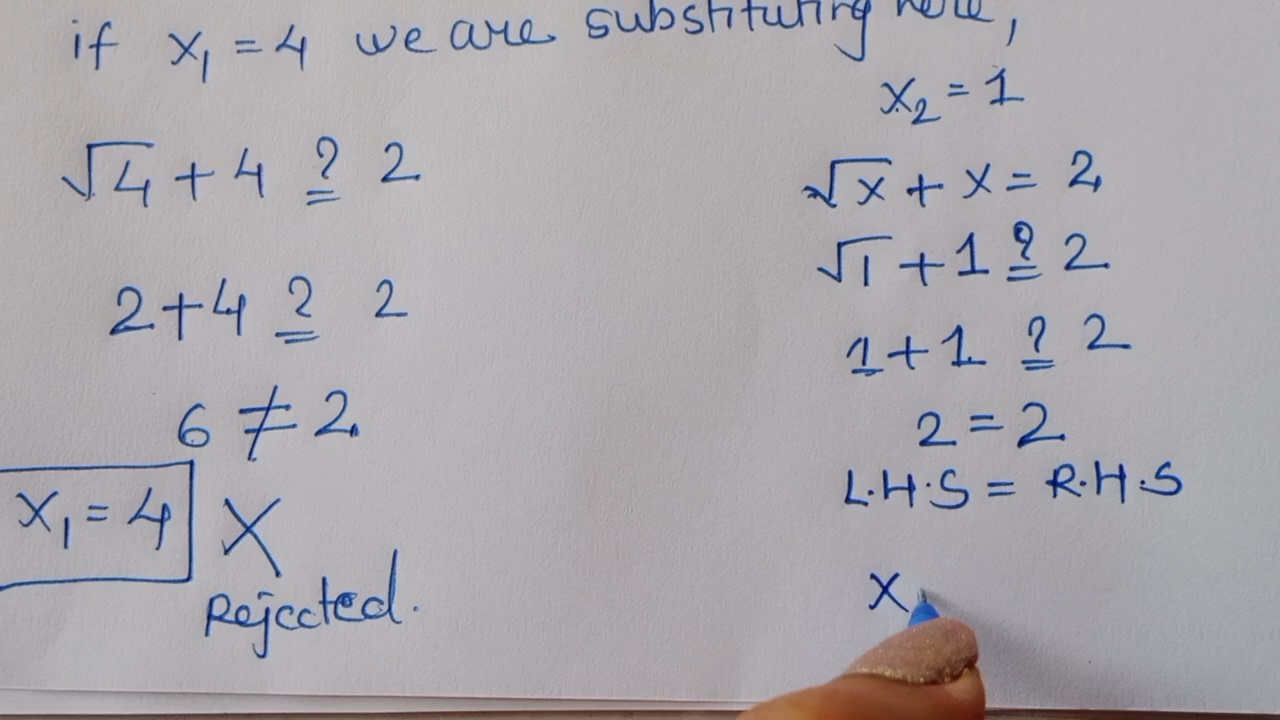 if x₁ = 4 we are substituting here,
√4 + 4 ≟ 2
2 + 4 ≟ 2
6 ≠ 2
x₁ = 4 X
Rejected.
x₂ = 1
√x + x = 2
√1 + 1 ≟ 2
1 + 1 ≟ 2
2 = 2
L.H.S = R.H.S
x